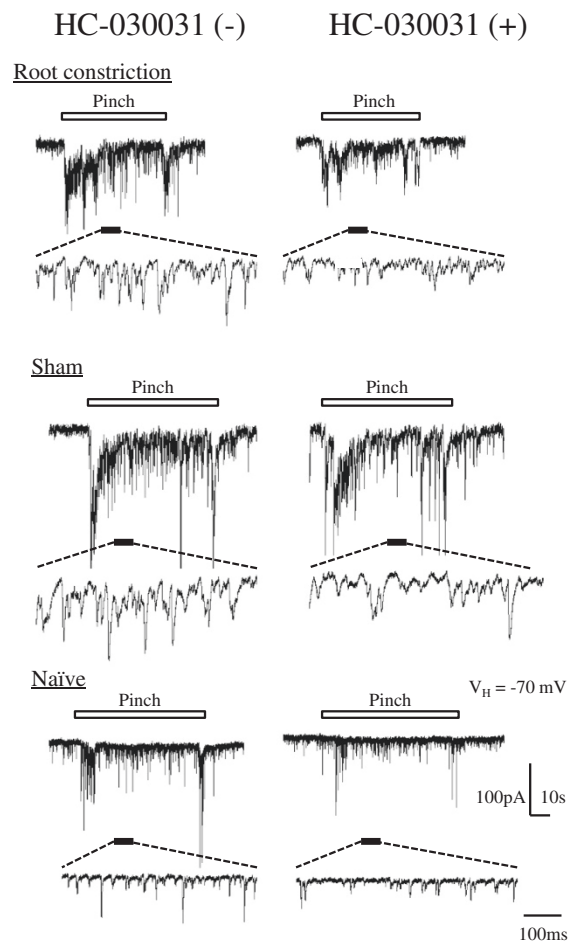 HC-030031 (-) HC-030031 (+)
Root constriction
Pinch Pinch
Sham
Pinch Pinch
Naïve
V_H = -70 mV
Pinch Pinch
100pA 10s
100ms